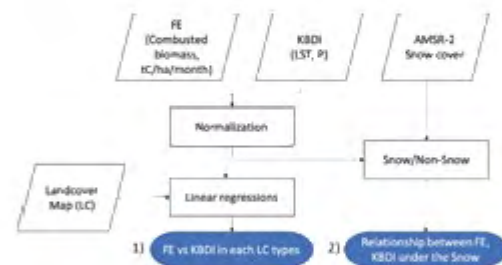 FE
(Combusted
biomass,
tC/ha/month)
KBDI
(LST, P)
AMSR-2
Snow cover
Normalization
Snow/Non-Snow
Landcover
Map (LC)
Linear regressions
1)
FE vs KBDI in each LC types
2)
Relationship between FE,
KBDI under the Snow